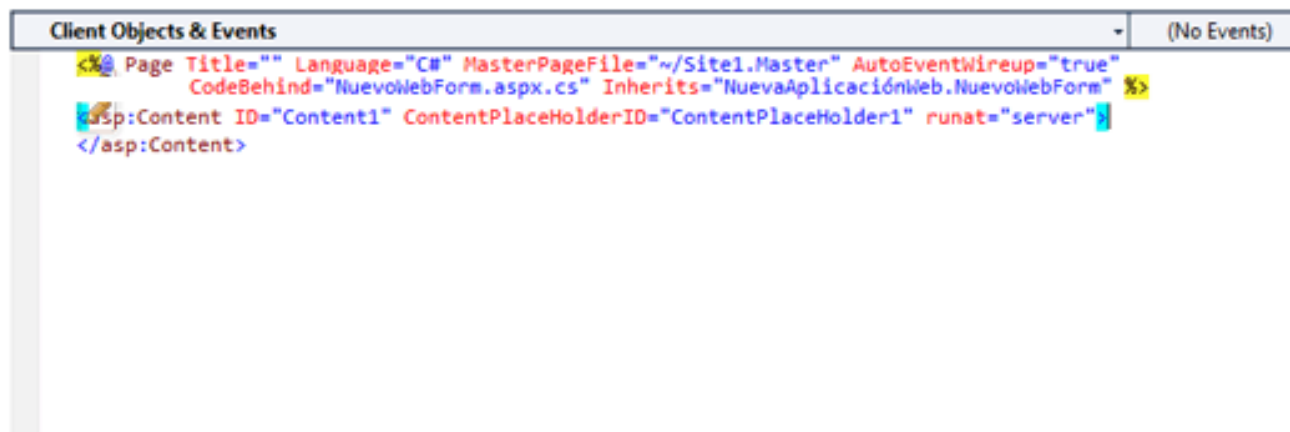 Client Objects & Events
(No Events)
<%@ Page Title="" Language="C#" MasterPageFile="~/Site1.Master" AutoEventWireup="true"
CodeBehind="NuevoWebForm.aspx.cs" Inherits="NuevaAplicaciónWeb.NuevoWebForm" %>
<asp:Content ID="Content1" ContentPlaceHolderID="ContentPlaceHolder1" runat="server">
</asp:Content>